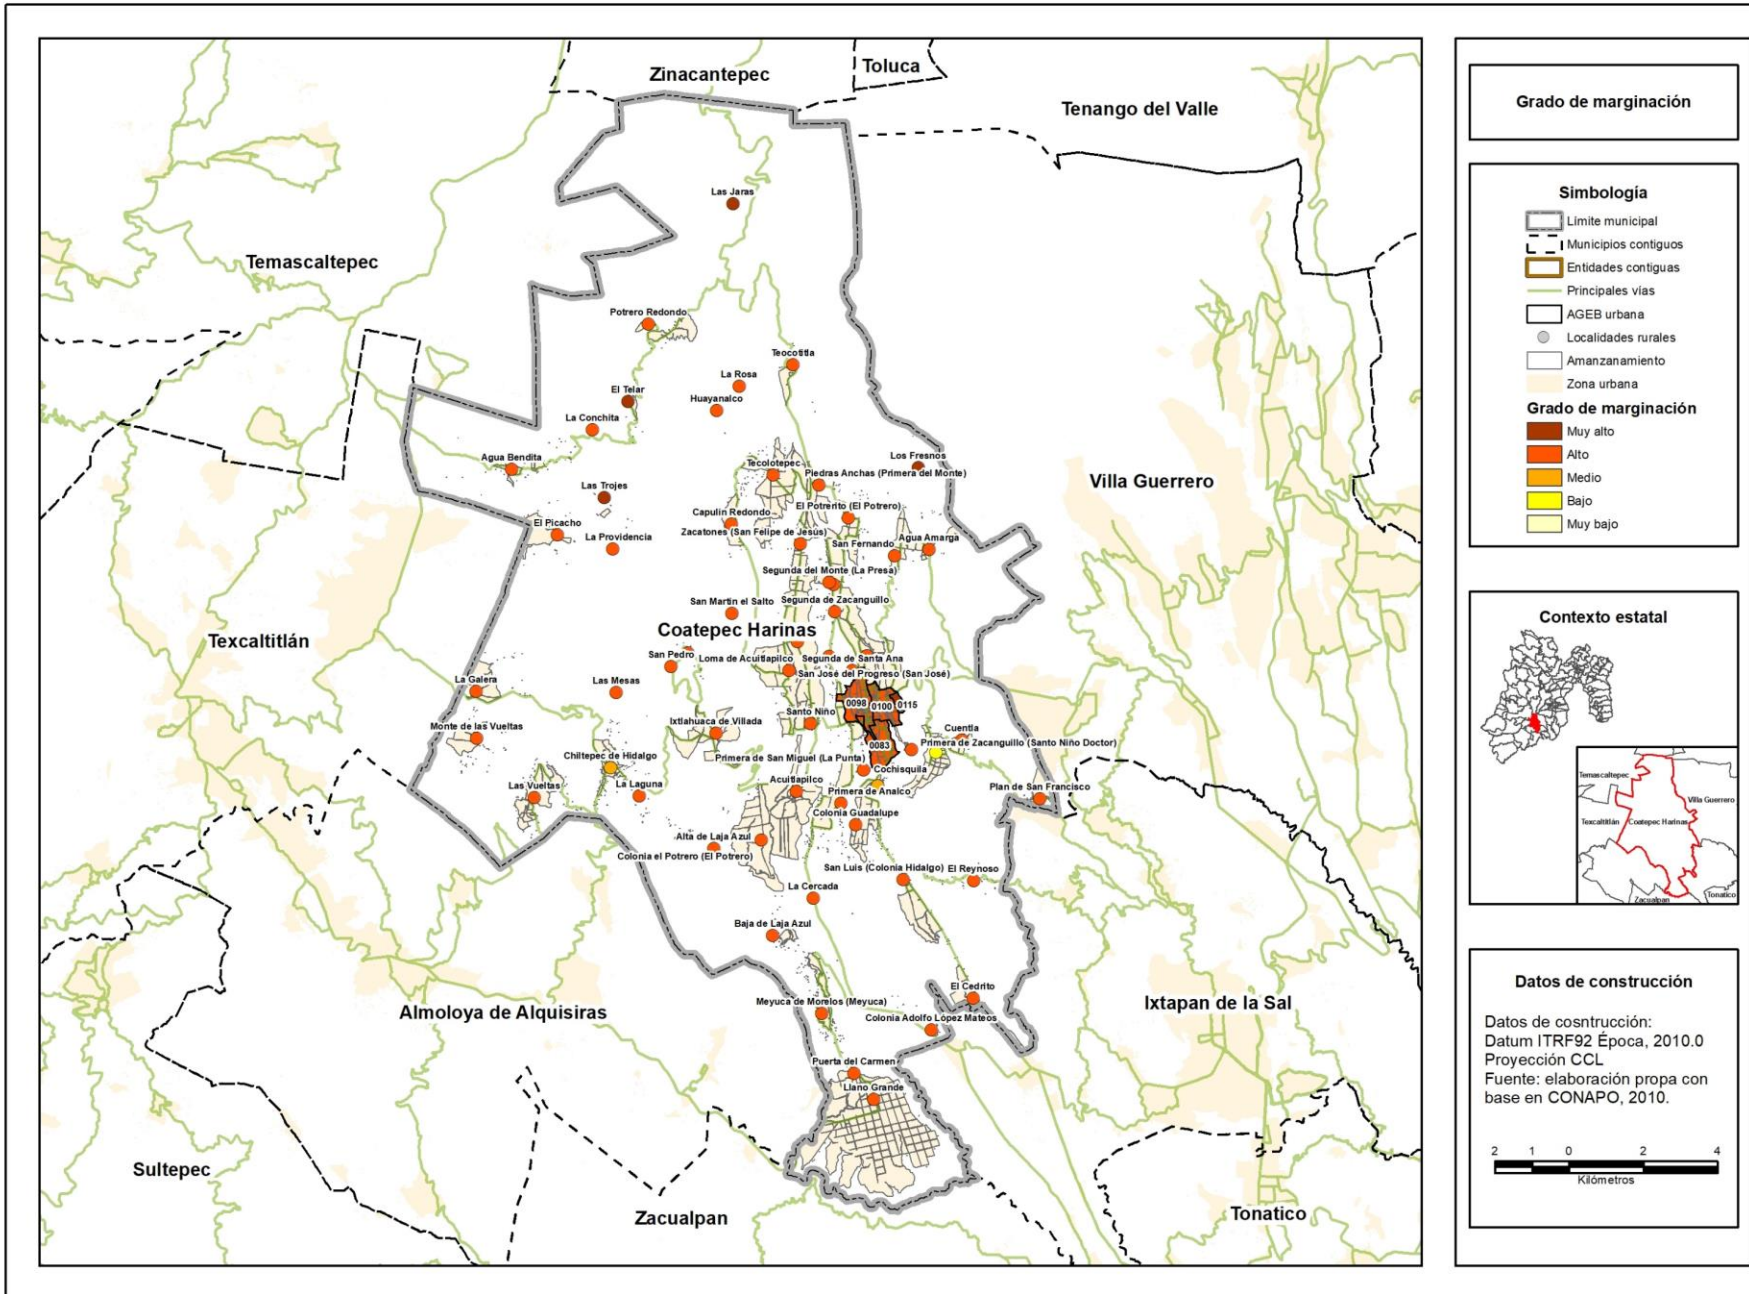 Zinacantepec
Toluca
Tenango del Valle
Las Jaras
Temascaltepec
Potrero Redondo
Teocotitla
La Rosa
El Telar
Huayanalco
La Conchita
Agua Bendita
Los Fresnos
Tecolotepec
Piedras Anchas (Primera del Monte)
Villa Guerrero
Las Trojes
El Potrerito (El Potrero)
Capulin Redondo
El Picacho
Zacatones (San Felipe de Jesús)
La Providencia
San Fernando
Agua Amarga
Segunda del Monte (La Presa)
San Martin el Salto
Segunda de Zacanguillo
Coatepec Harinas
Texcaltitlán
San Pedro
Loma de Acuitlapilco
Segunda de Santa Ana
San José del Progreso (San José)
La Galera
Las Mesas
0098
0100
0115
Santo Niño
Ixtlahuaca de Villada
Monte de las Vueltas
Cuentla
0083
Primera de Zacanguillo (Santo Niño Doctor)
Chiltepec de Hidalgo
Primera de San Miguel (La Punta)
Cochisquila
Las Vueltas
La Laguna
Acuitlapilco
Primera de Analco
Plan de San Francisco
Colonia Guadalupe
Alta de Laja Azul
Colonia el Potrero (El Potrero)
San Luis (Colonia Hidalgo)
El Reynoso
La Cercada
Baja de Laja Azul
El Cedrito
Meyuca de Morelos (Meyuca)
Colonia Adolfo López Mateos
Almoloya de Alquisiras
Ixtapan de la Sal
Puerta del Carmen
Llano Grande
Sultepec
Zacualpan
Tonatico
Grado de marginación
Simbología
Límite municipal
Municipios contiguos
Entidades contiguas
Principales vías
AGEB urbana
Localidades rurales
Amanzanamiento
Zona urbana
Grado de marginación
Muy alto
Alto
Medio
Bajo
Muy bajo
Contexto estatal
Temascaltepec
Villa Guerrero
Texcaltitlán
Coatepec Harinas
Zacualpan
Tonatico
Datos de construcción
Datos de cosntrucción:
Datum ITRF92 Época, 2010.0
Proyección CCL
Fuente: elaboración propa con
base en CONAPO, 2010.
2 1 0 2 4
Kilómetros